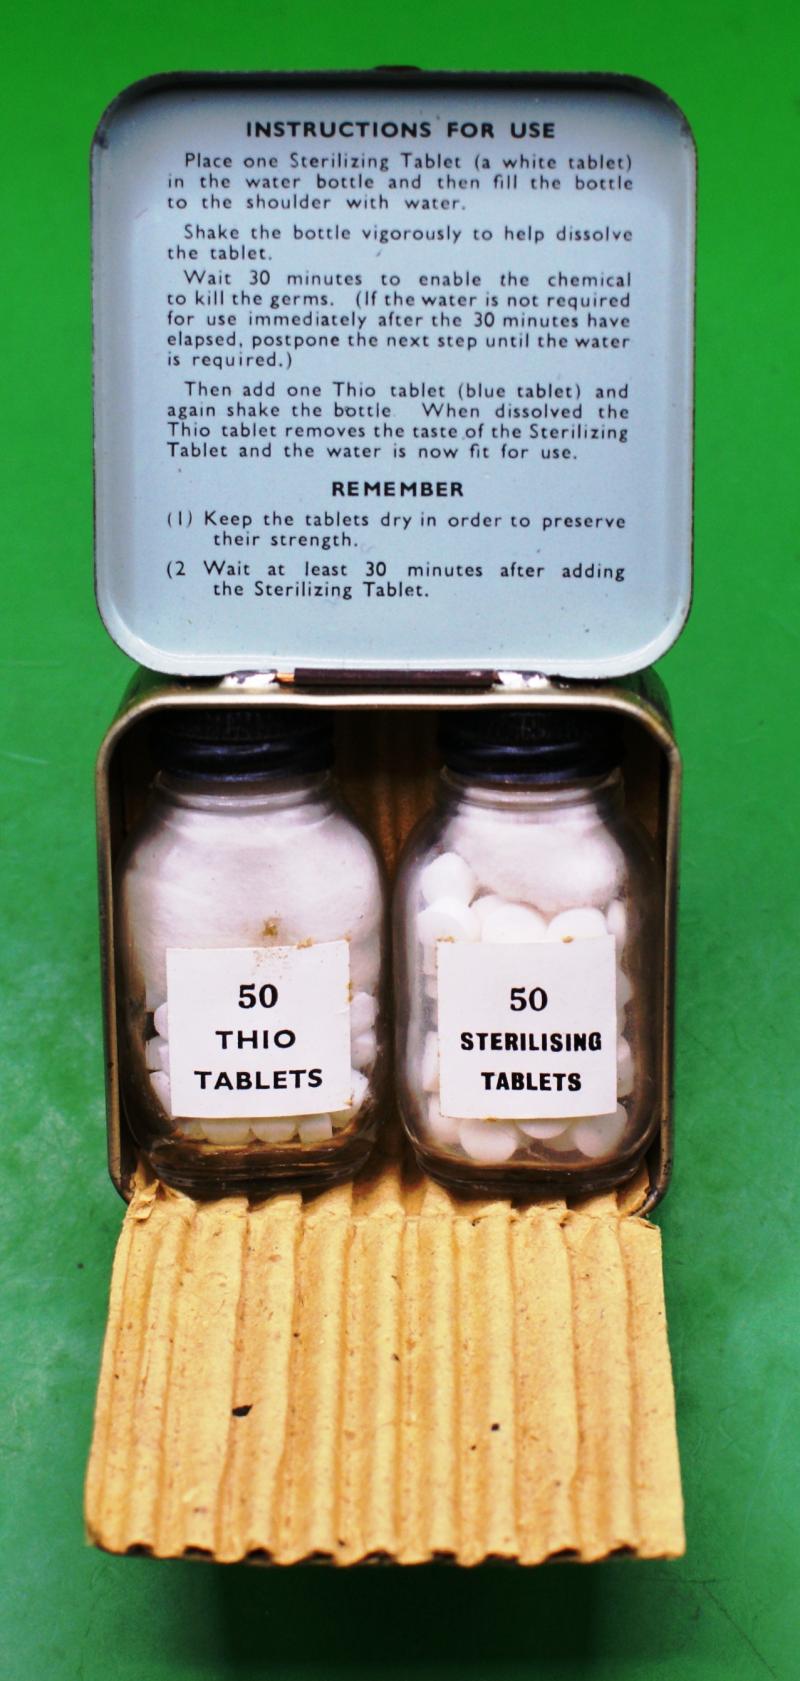 INSTRUCTIONS FOR USE
Place one Sterilizing Tablet (a white tablet)
in the water bottle and then fill the bottle
to the shoulder with water.
Shake the bottle vigorously to help dissolve
the tablet.
Wait 30 minutes to enable the chemical
to kill the germs. (If the water is not required
for use immediately after the 30 minutes have
elapsed, postpone the next step until the water
is required.)
Then add one Thio tablet (blue tablet) and
again shake the bottle When dissolved the
Thio tablet removes the taste of the Sterilizing
Tablet and the water is now fit for use.
REMEMBER
(1) Keep the tablets dry in order to preserve
their strength.
(2 Wait at least 30 minutes after adding
the Sterilizing Tablet.
50
THIO
TABLETS
50
STERILISING
TABLETS